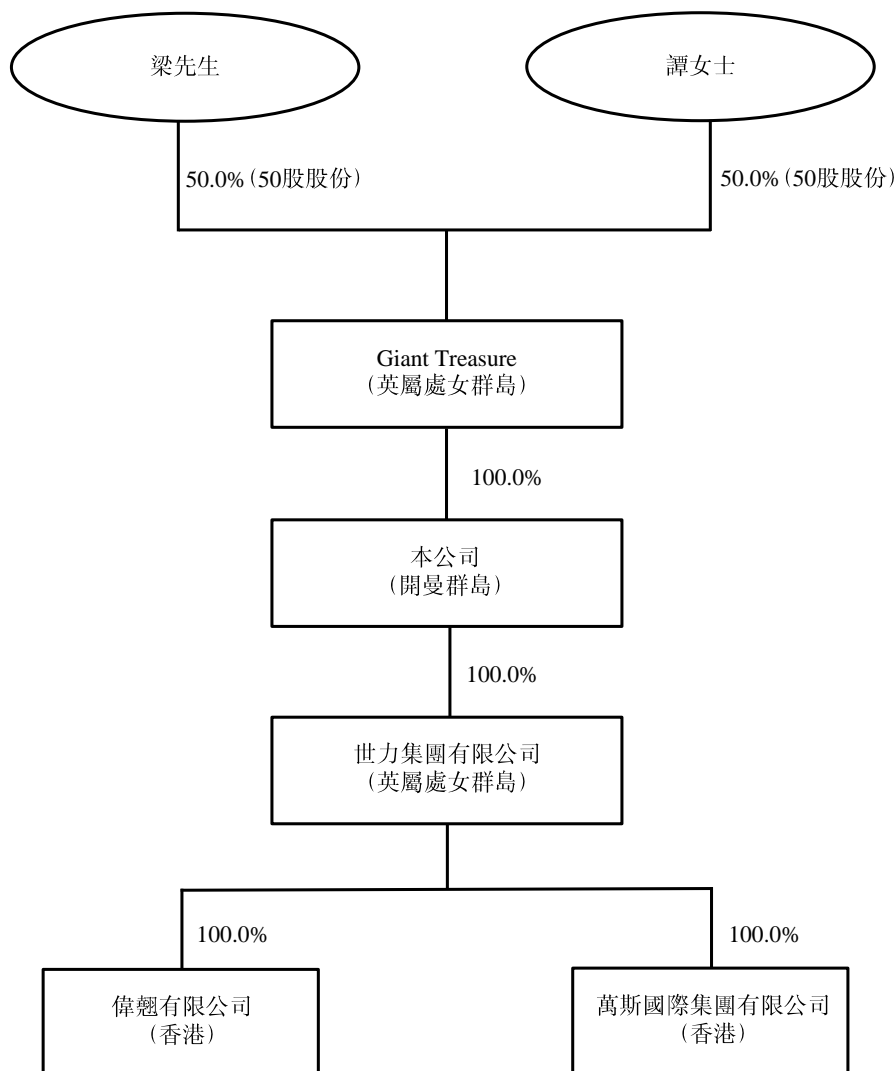 梁先生
譚女士
50.0% (50股股份)
50.0% (50股股份)
Giant Treasure
(英屬處女群島)
100.0%
本公司
(開曼群島)
100.0%
世力集團有限公司
(英屬處女群島)
100.0%
100.0%
偉翹有限公司
(香港)
萬斯國際集團有限公司
(香港)